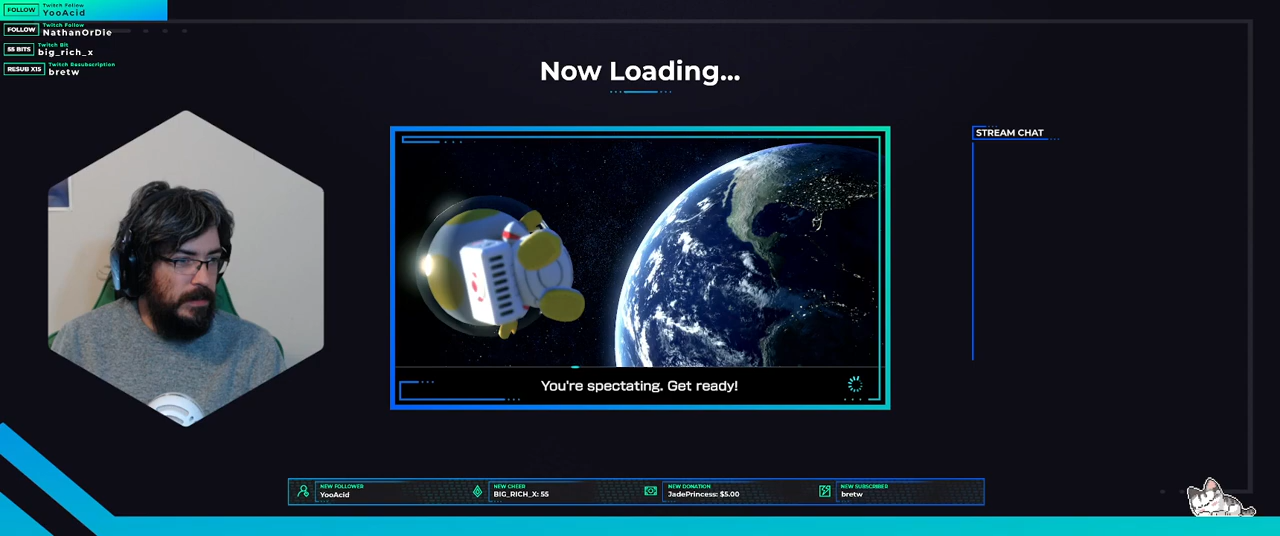 FOLLOW
Twitch Follow
YooAcid
FOLLOW
Twitch Follow
NathanOrDie
55 BITS
Twitch Bit
big_rich_x
RESUB X15
Twitch Resubscription
bretw
Now Loading...
STREAM CHAT
You're spectating. Get ready!
NEW FOLLOWER
YooAcid
NEW CHEER
BIG_RICH_X: 55
NEW DONATION
JadePrincess: $5.00
NEW SUBSCRIBER
bretw